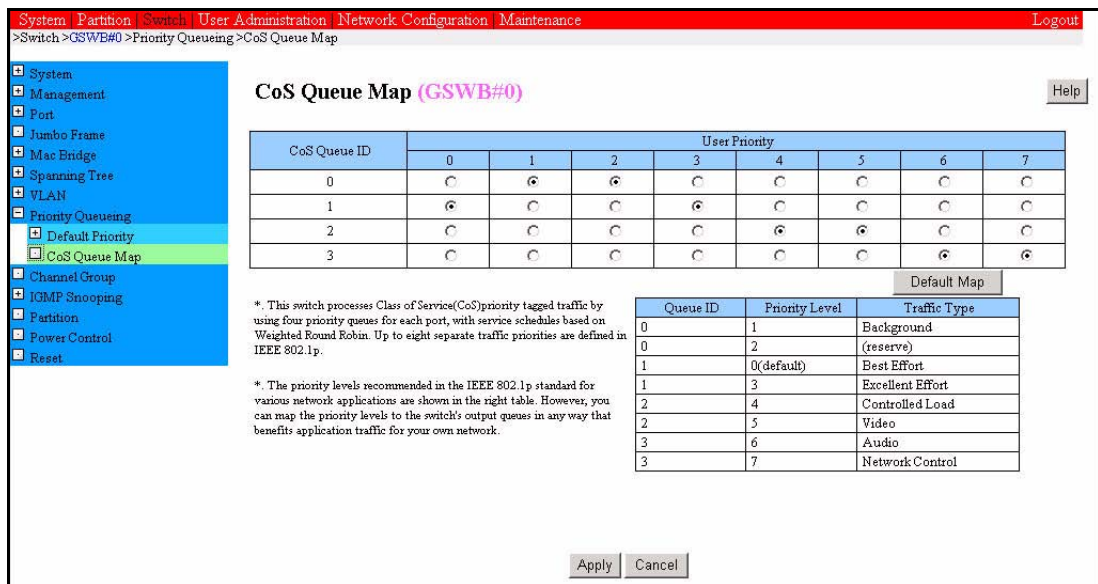 System | Partition | Switch | User Administration | Network Configuration | Maintenance Logout
>Switch >GSWB#0 >Priority Queueing >CoS Queue Map
System
Management
Port
Jumbo Frame
Mac Bridge
Spanning Tree
VLAN
Priority Queueing
Default Priority
CoS Queue Map
Channel Group
IGMP Snooping
Partition
Power Control
Reset
CoS Queue Map (GSWB#0)
Help
CoS Queue ID User Priority
0 1 2 3 4 5 6 7
0
1
2
3
Default Map
*. This switch processes Class of Service(CoS)priority tagged traffic by
using four priority queues for each port, with service schedules based on
Weighted Round Robin. Up to eight separate traffic priorities are defined in
IEEE 802.1p.
*. The priority levels recommended in the IEEE 802.1p standard for
various network applications are shown in the right table. However, you
can map the priority levels to the switch's output queues in any way that
benefits application traffic for your own network.
Queue ID Priority Level Traffic Type
0 1 Background
0 2 (reserve)
1 0(default) Best Effort
1 3 Excellent Effort
2 4 Controlled Load
2 5 Video
3 6 Audio
3 7 Network Control
Apply Cancel